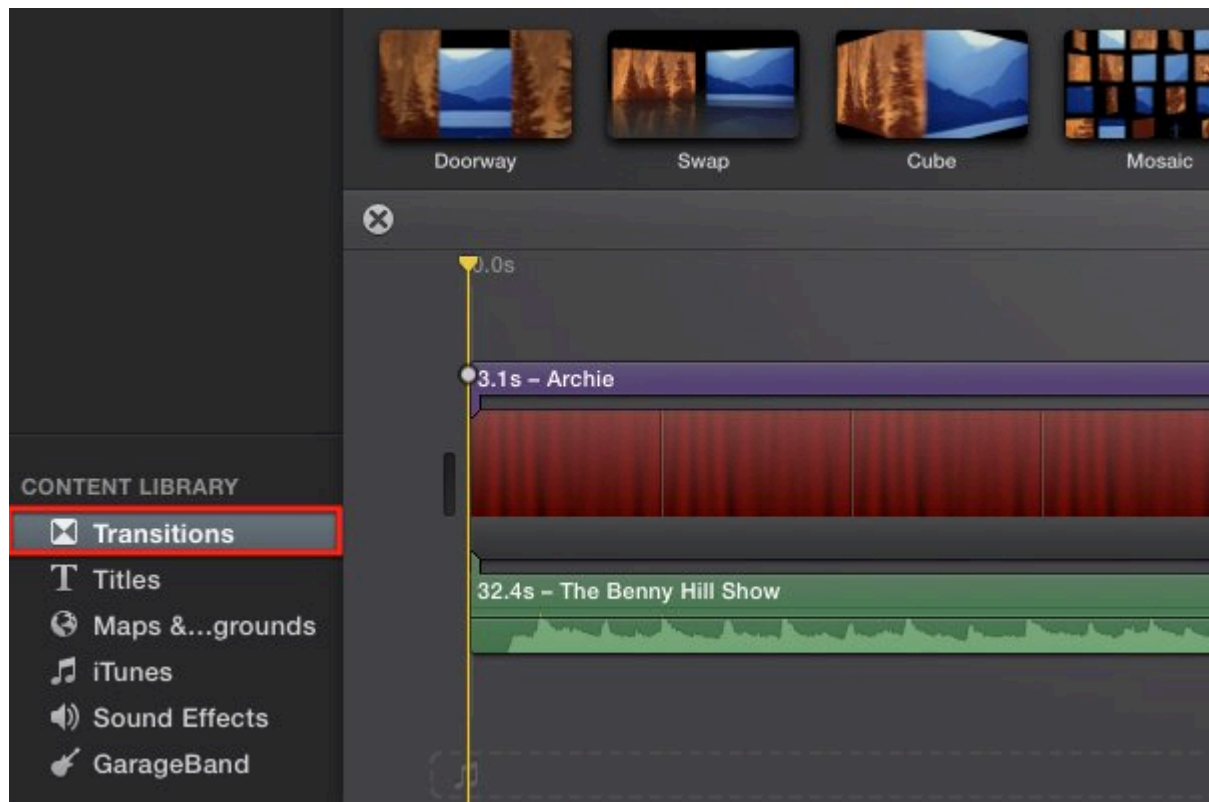 Doorway
Swap
Cube
Mosaic
0.0s
3.1s – Archie
CONTENT LIBRARY
Transitions
Titles
Maps &...grounds
iTunes
Sound Effects
GarageBand
32.4s – The Benny Hill Show